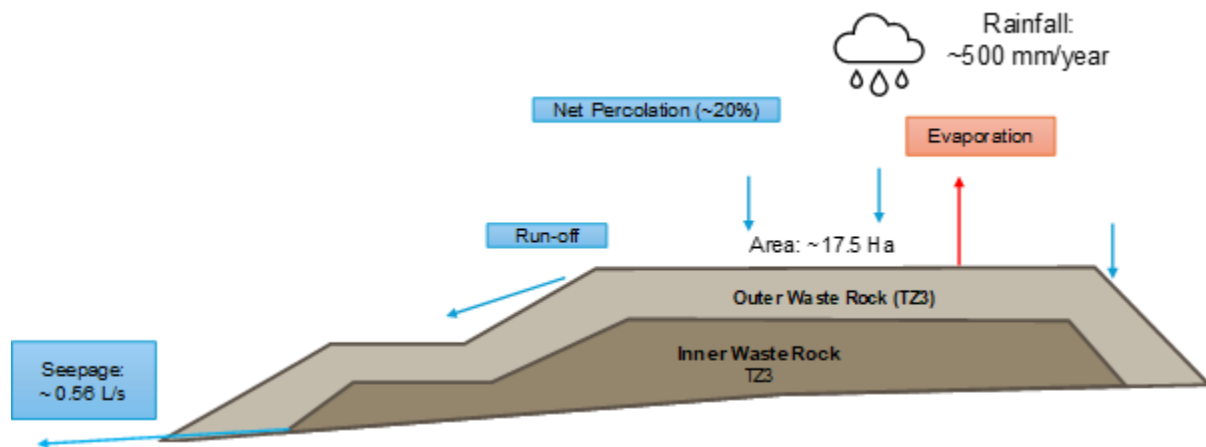 Rainfall:
~500 mm/year
Net Percolation (~20%)
Evaporation
Run-off
Area: ~17.5 Ha
Outer Waste Rock (TZ3)
Inner Waste Rock
TZ3
Seepage:
~ 0.56 L/s